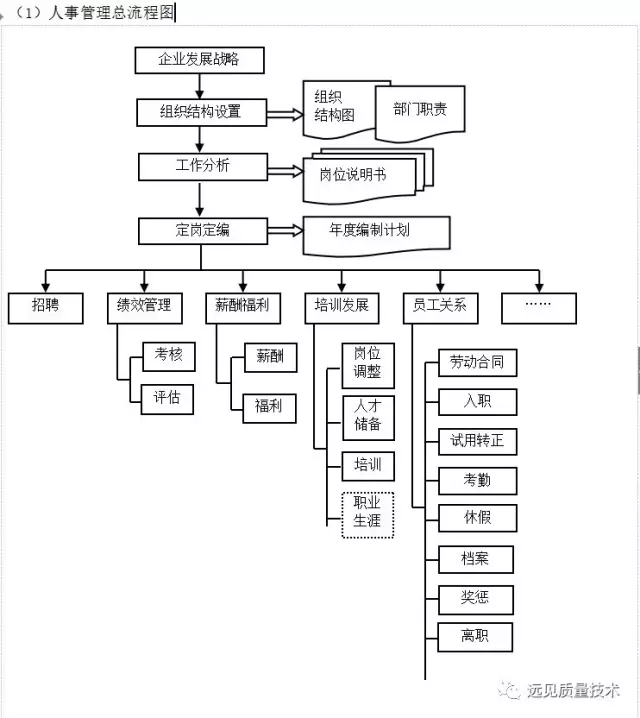 （1）人事管理总流程图
企业发展战略
组织结构设置
组织
结构图
部门职责
工作分析
岗位说明书
定岗定编
年度编制计划
招聘
绩效管理
薪酬福利
培训发展
员工关系
……
考核
评估
薪酬
福利
岗位
调整
人才
储备
培训
职业
生涯
劳动合同
入职
试用转正
考勤
休假
档案
奖惩
离职
远见质量技术